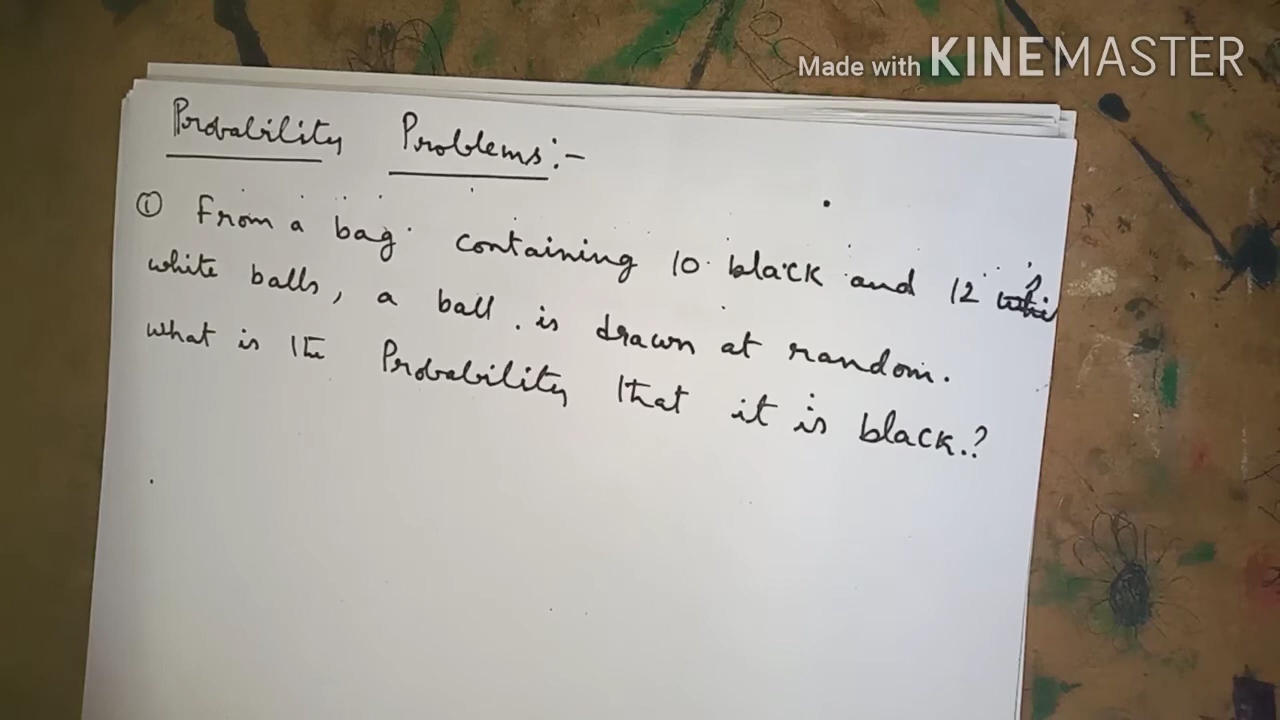 Made with KINEMASTER
Probability Problems:-
① From a bag containing 10 black and 12
white balls, a ball is drawn at random.
what is the Probability that it is black.?